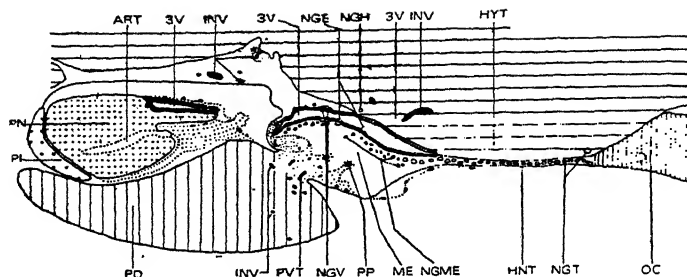 ART 3V INV 3V NGE NGH 3V INV HYT
PN
PI
PD INV PVT NGV PP ME NGME HNT NGT OC